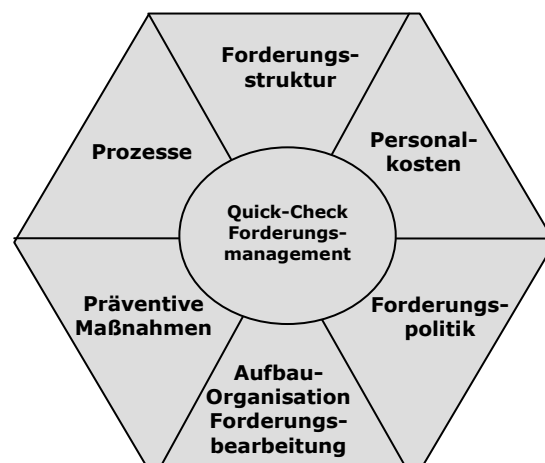 Forderungs-
struktur
Prozesse
Personal-
kosten
Quick-Check
Forderungs-
management
Präventive
Maßnahmen
Forderungs-
politik
Aufbau-
Organisation
Forderungs-
bearbeitung